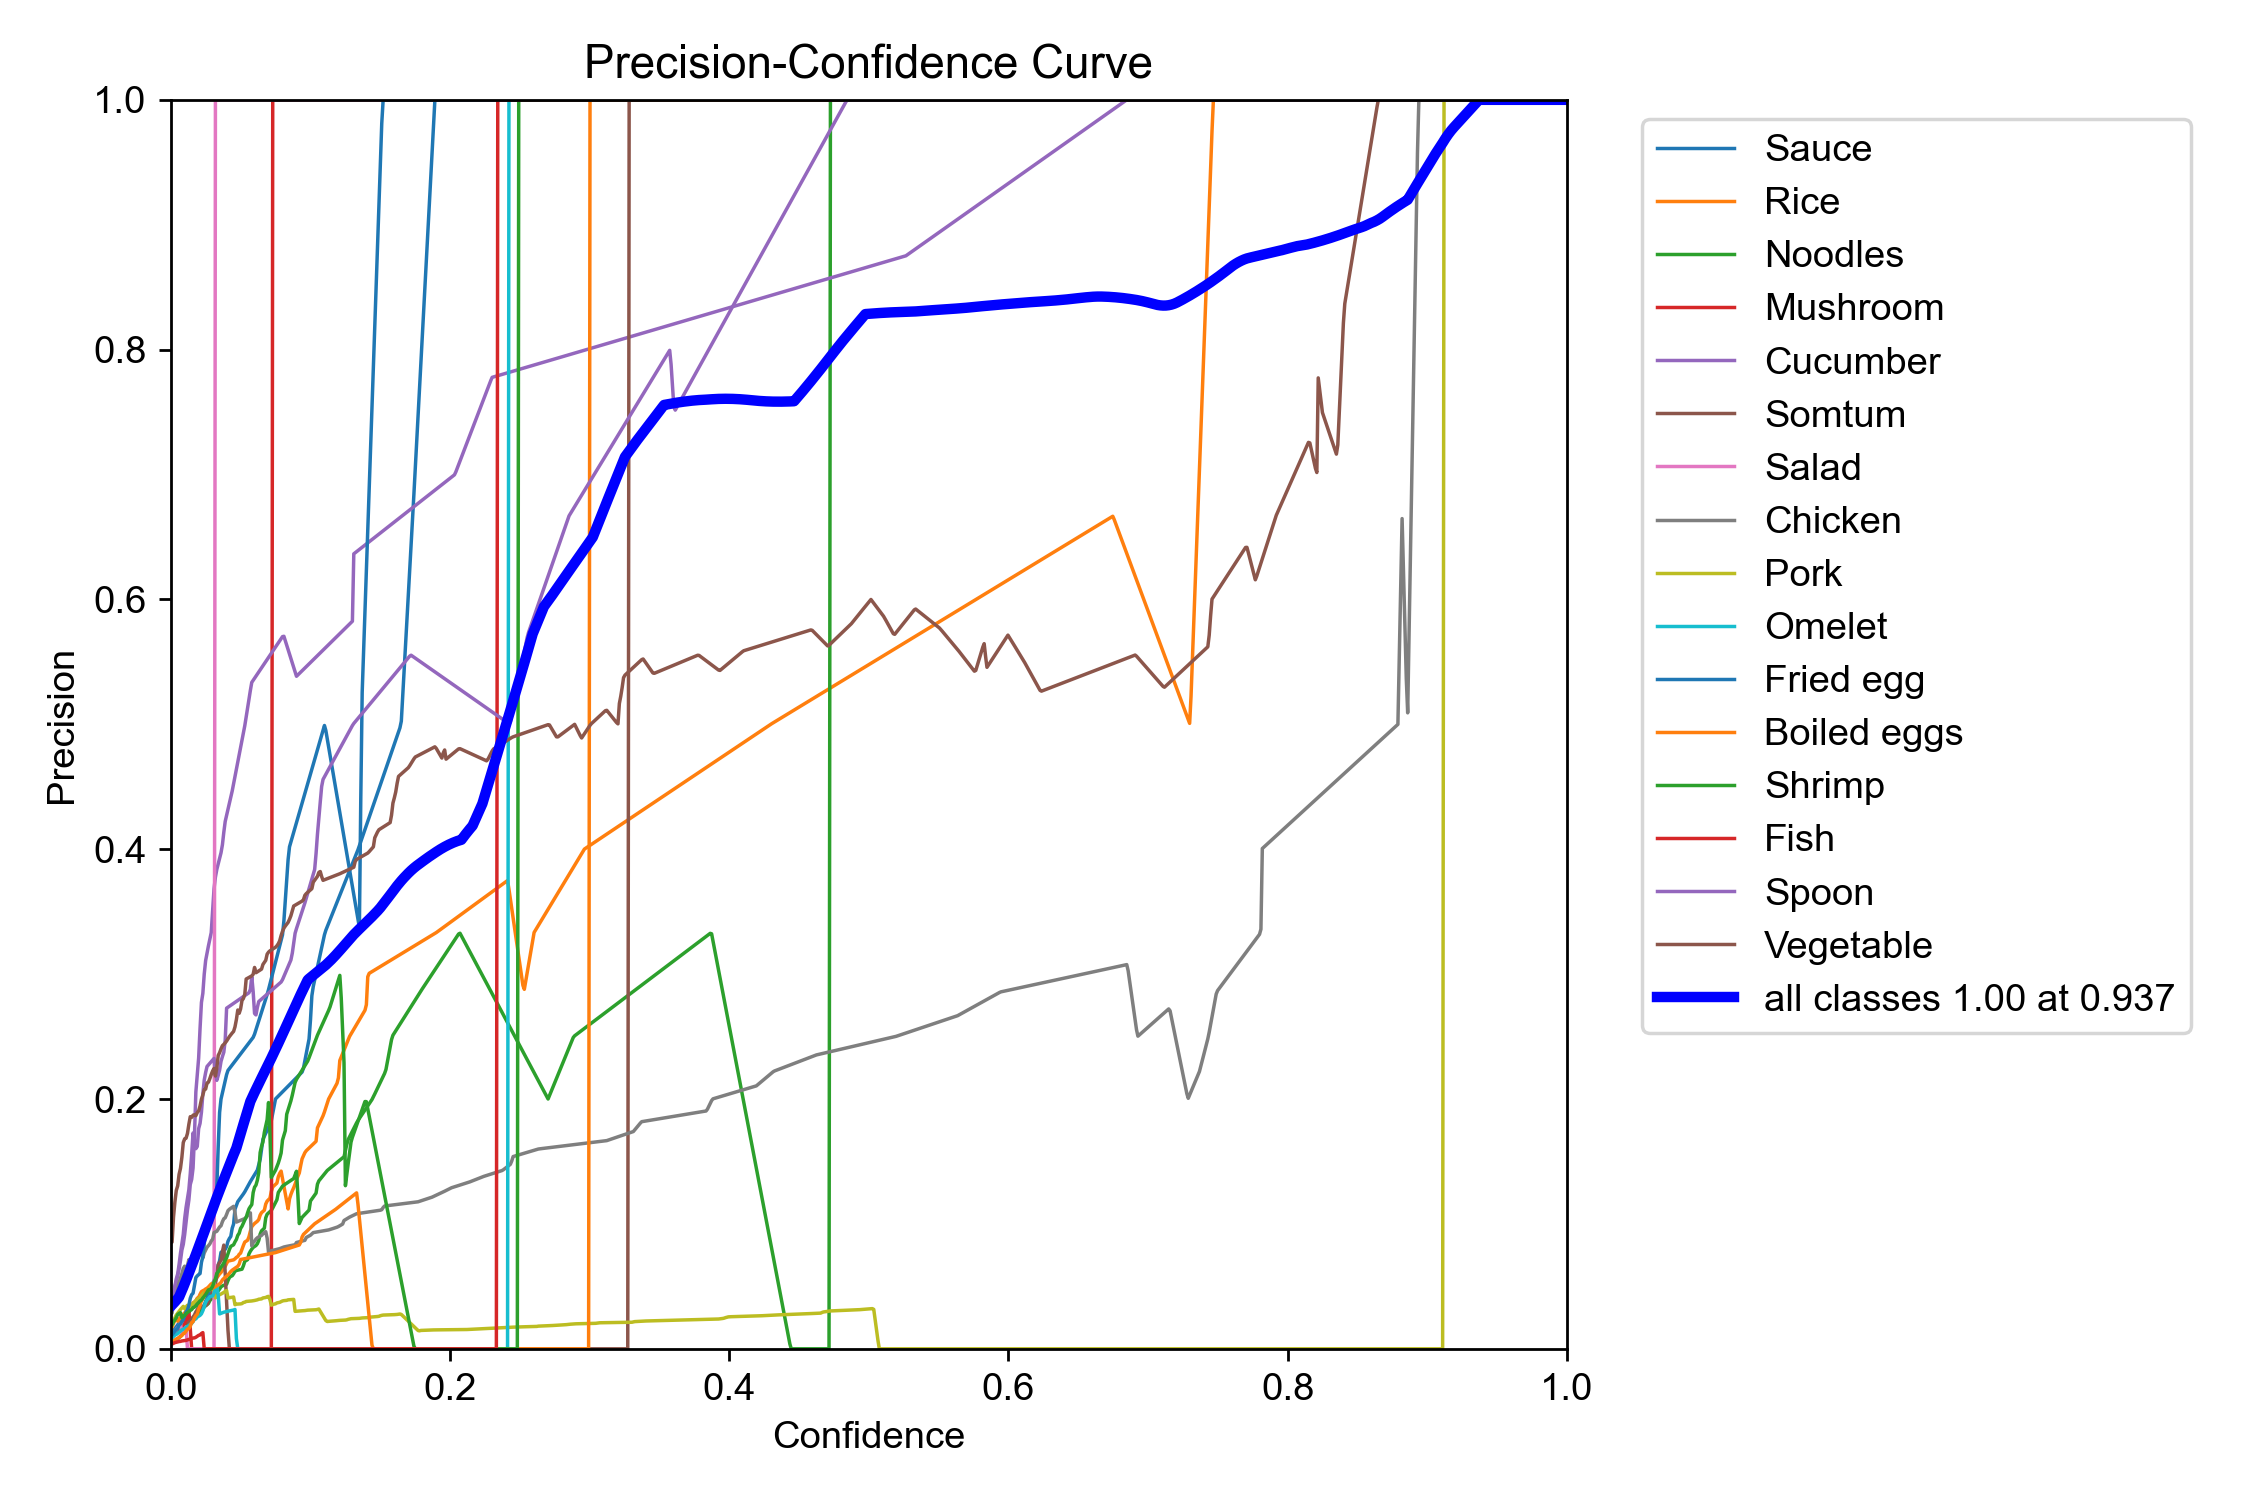 Precision-Confidence Curve
1.0
0.8
0.6
0.4
0.2
0.0
Precision
0.0 0.2 0.4 0.6 0.8 1.0
Confidence
Sauce
Rice
Noodles
Mushroom
Cucumber
Somtum
Salad
Chicken
Pork
Omelet
Fried egg
Boiled eggs
Shrimp
Fish
Spoon
Vegetable
all classes 1.00 at 0.937